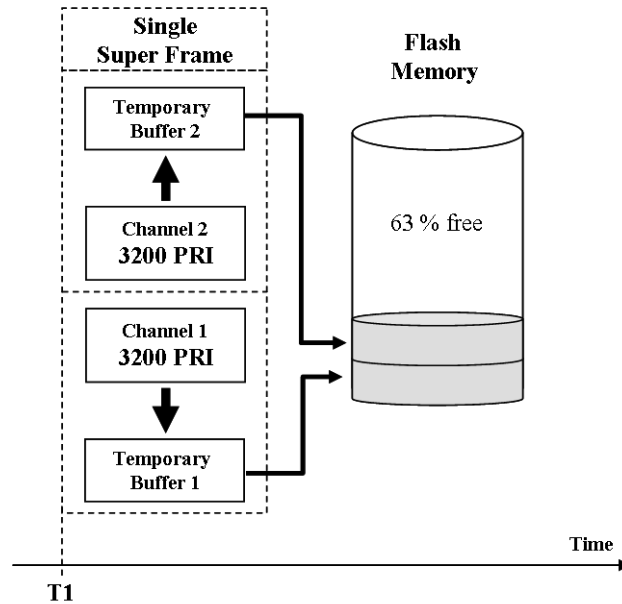 Single
Super Frame
Flash
Memory
Temporary
Buffer 2
63 % free
Channel 2
3200 PRI
Channel 1
3200 PRI
Temporary
Buffer 1
Time
T1